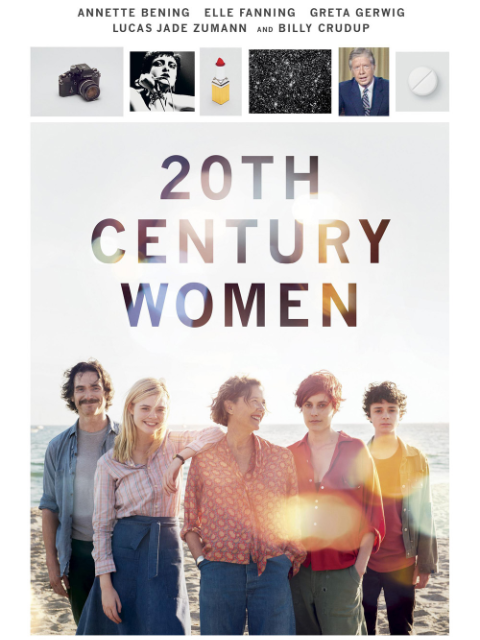 ANNETTE BENING ELLE FANNING GRETA GERWIG
LUCAS JADE ZUMANN AND BILLY CRUDUP
20TH
CENTURY
WOMEN